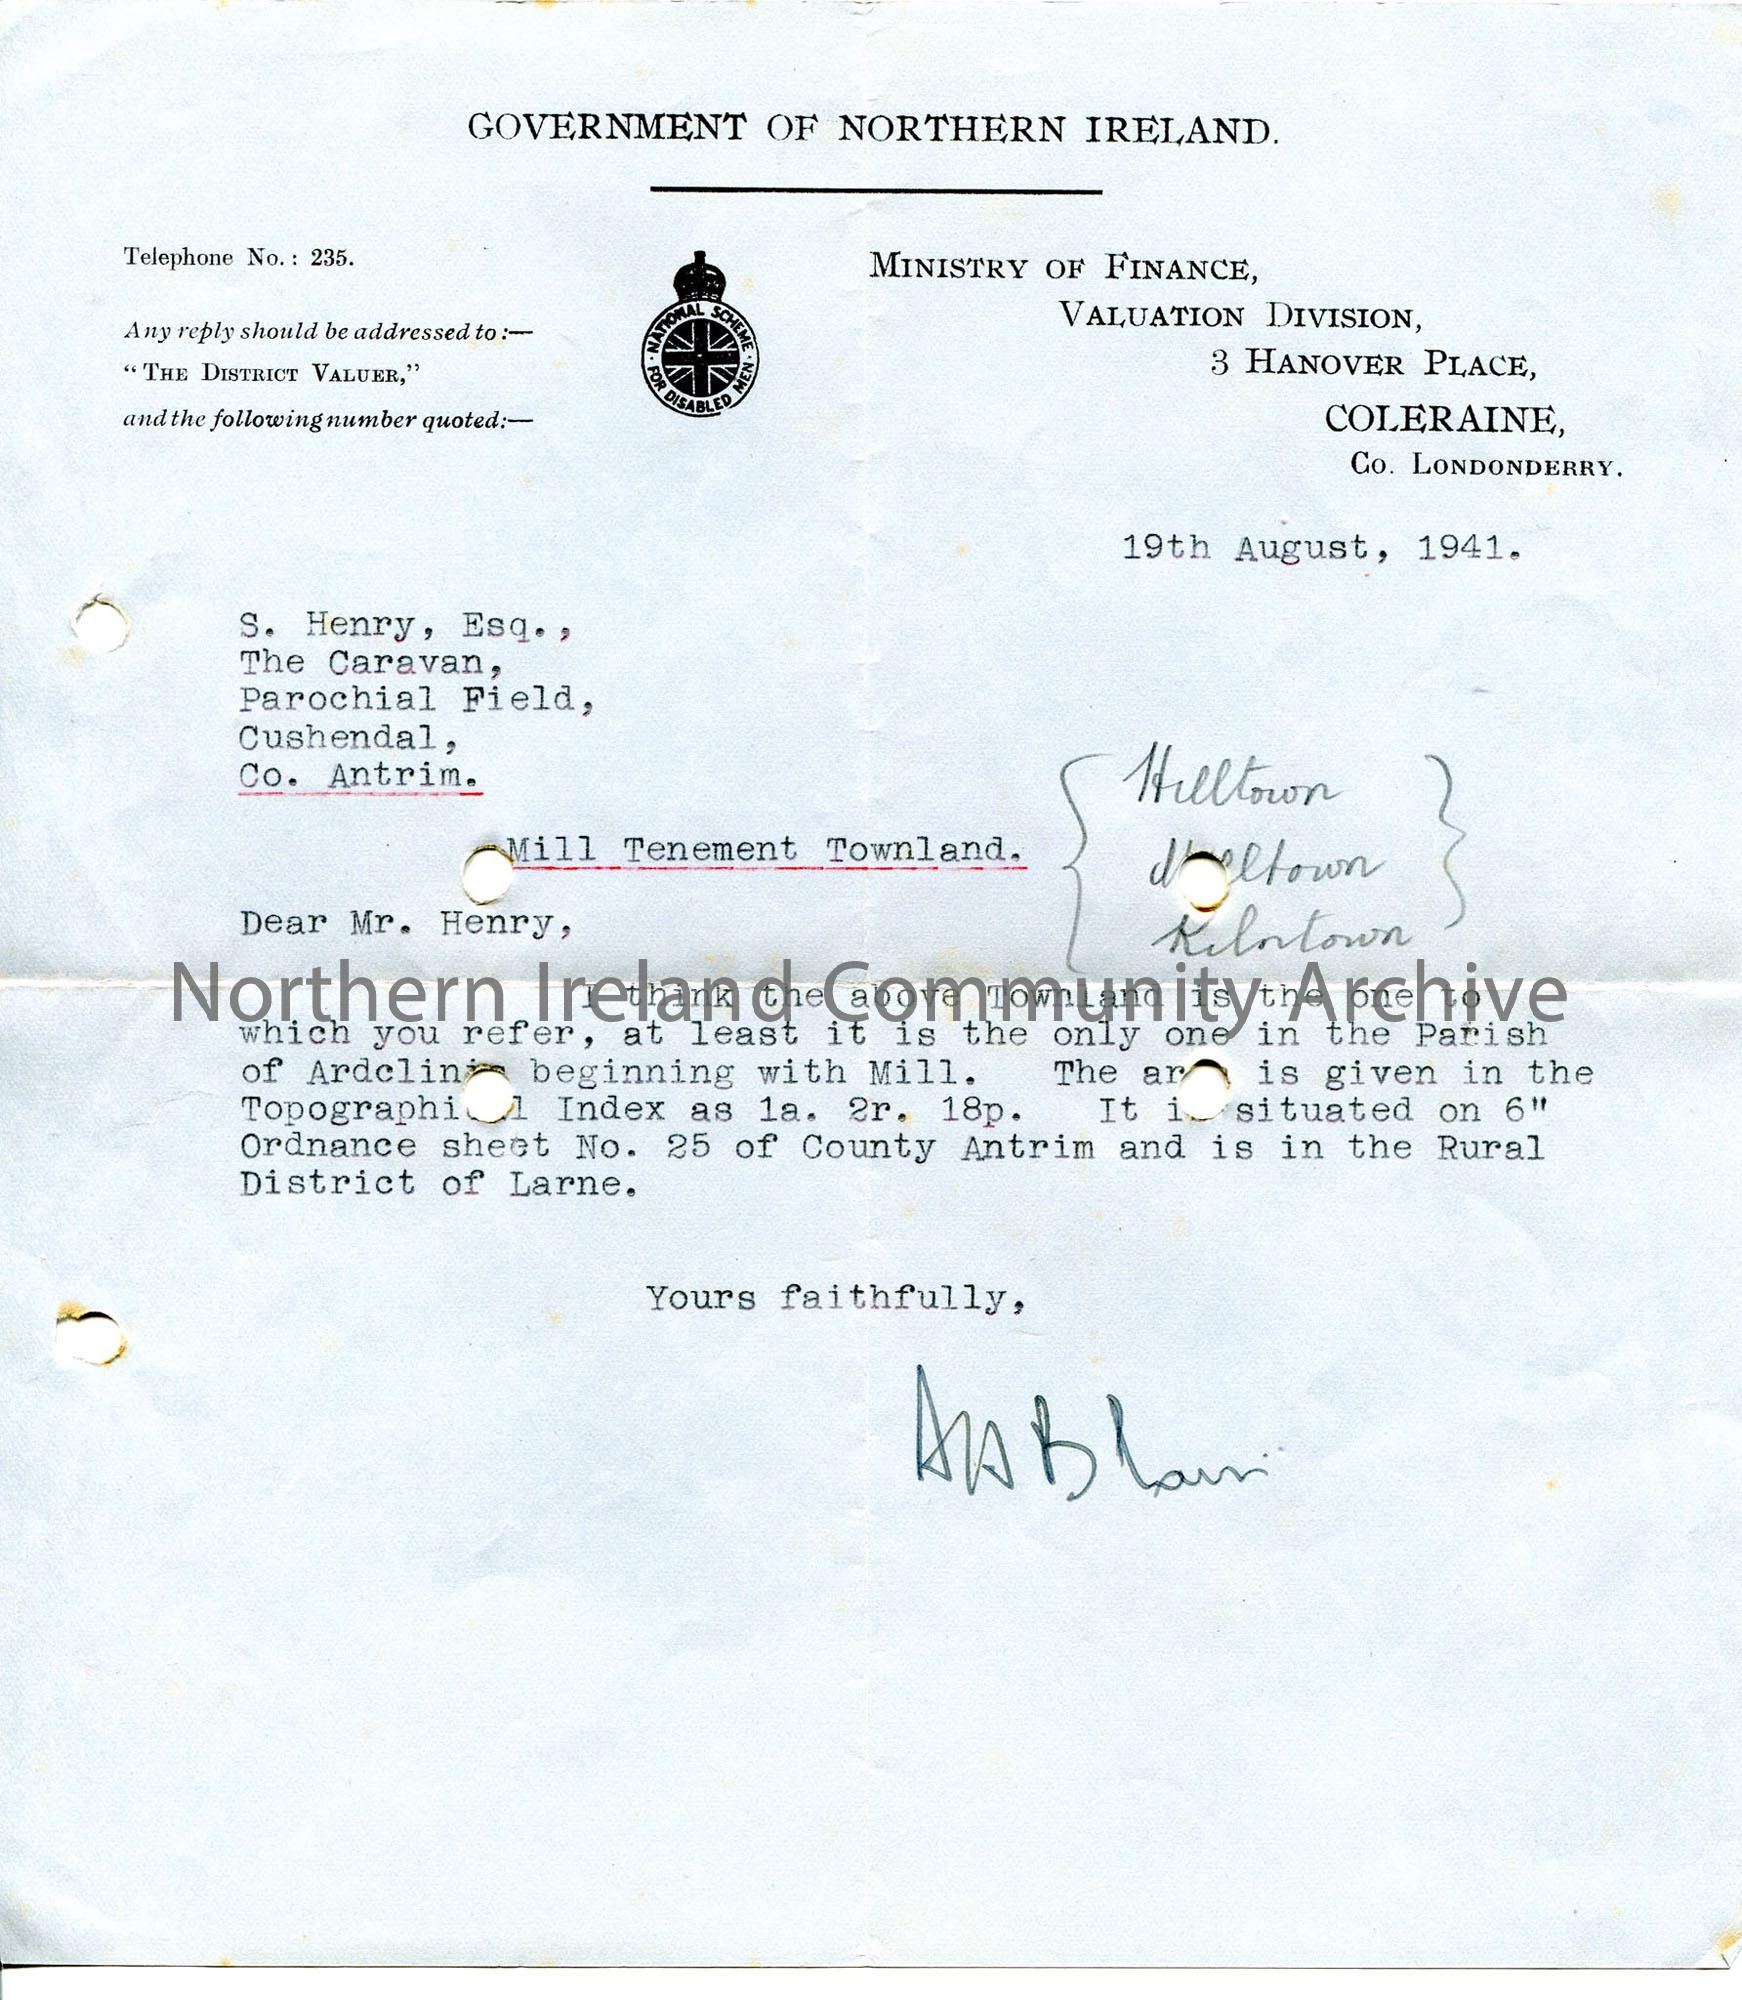 GOVERNMENT OF NORTHERN IRELAND.
Telephone No.: 235.
Any reply should be addressed to:—
"THE DISTRICT VALUER,"
and the following number quoted:—
NATIONAL SCHEME
FOR DISABLED MEN
MINISTRY OF FINANCE,
VALUATION DIVISION,
3 HANOVER PLACE,
COLERAINE,
CO. LONDONDERRY.
19th August, 1941.
S. Henry, Esq.,
The Caravan,
Parochial Field,
Cushendal,
Co. Antrim.
Hilltown
Milltown
Kilntown
Mill Tenement Townland.
Dear Mr. Henry,
I think the above Townland is the one to
which you refer, at least it is the only one in the Parish
of Ardclinis beginning with Mill. The area is given in the
Topographical Index as 1a. 2r. 18p. It is situated on 6"
Ordnance sheet No. 25 of County Antrim and is in the Rural
District of Larne.
Yours faithfully,
Northern Ireland Community Archive